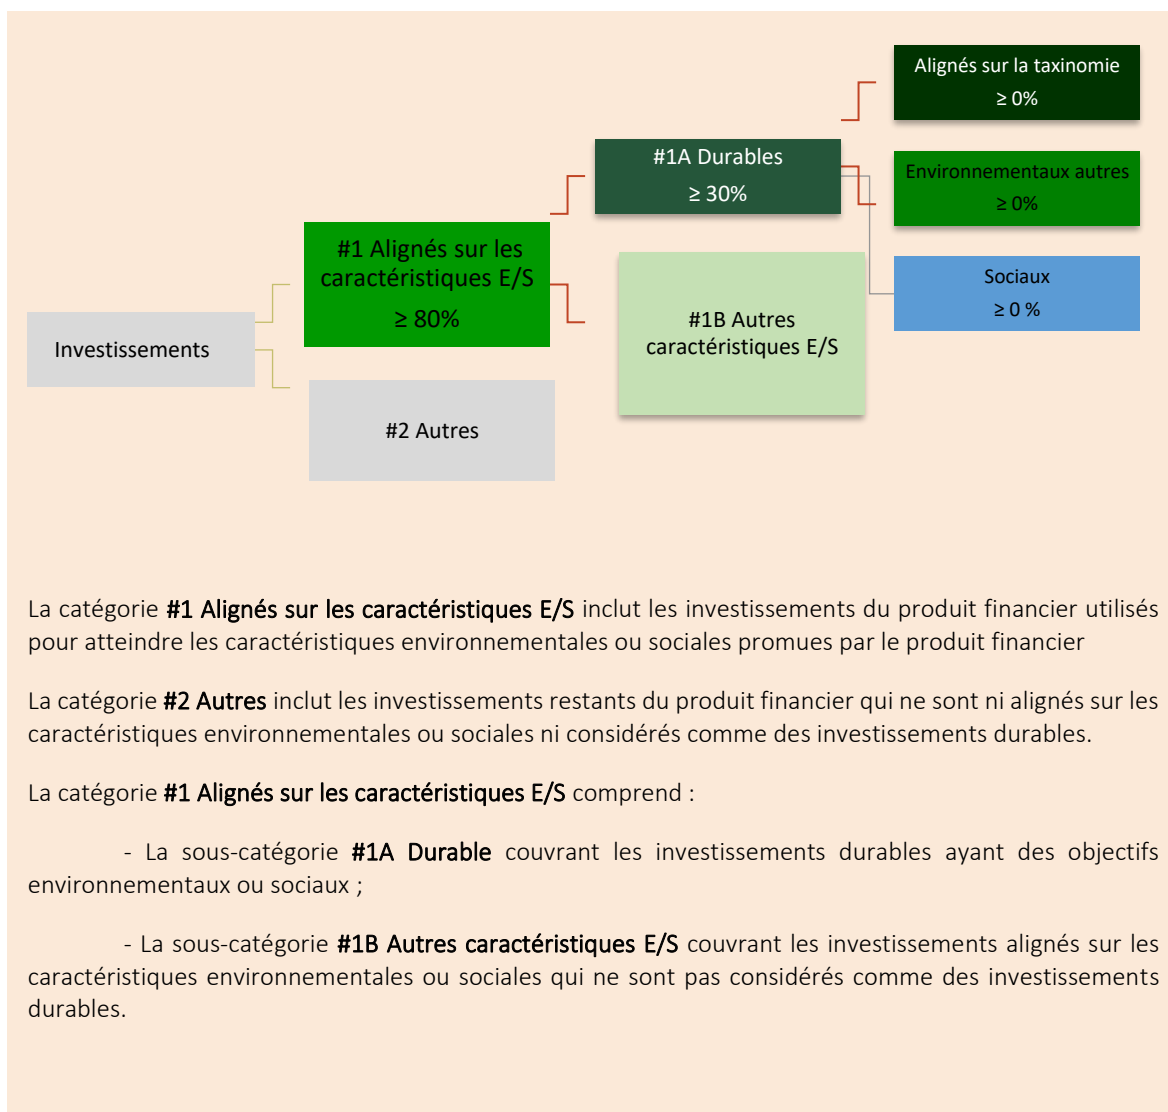 Alignés sur la taxinomie
≥ 0%
#1A Durables
≥ 30%
Environnementaux autres
≥ 0%
#1 Alignés sur les
caractéristiques E/S
≥ 80%
Sociaux
≥ 0 %
#1B Autres
caractéristiques E/S
Investissements
#2 Autres
La catégorie #1 Alignés sur les caractéristiques E/S inclut les investissements du produit financier utilisés
pour atteindre les caractéristiques environnementales ou sociales promues par le produit financier
La catégorie #2 Autres inclut les investissements restants du produit financier qui ne sont ni alignés sur les
caractéristiques environnementales ou sociales ni considérés comme des investissements durables.
La catégorie #1 Alignés sur les caractéristiques E/S comprend :
- La sous-catégorie #1A Durable couvrant les investissements durables ayant des objectifs
environnementaux ou sociaux ;
- La sous-catégorie #1B Autres caractéristiques E/S couvrant les investissements alignés sur les
caractéristiques environnementales ou sociales qui ne sont pas considérés comme des investissements
durables.